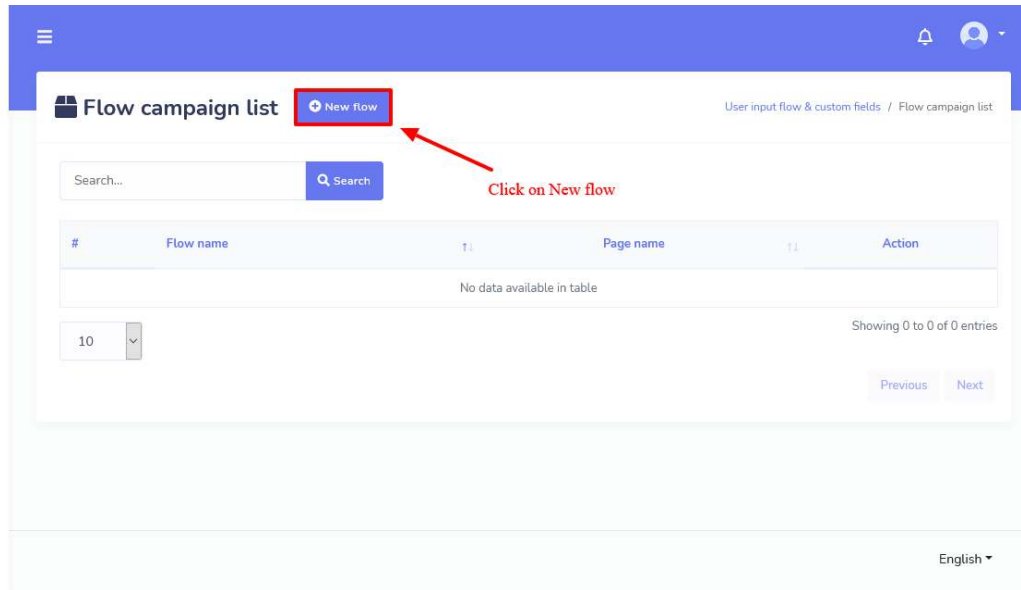 Flow campaign list
New flow
User input flow & custom fields / Flow campaign list
Search...
Search
Click on New flow
# Flow name Page name Action
No data available in table
10
Showing 0 to 0 of 0 entries
Previous Next
English